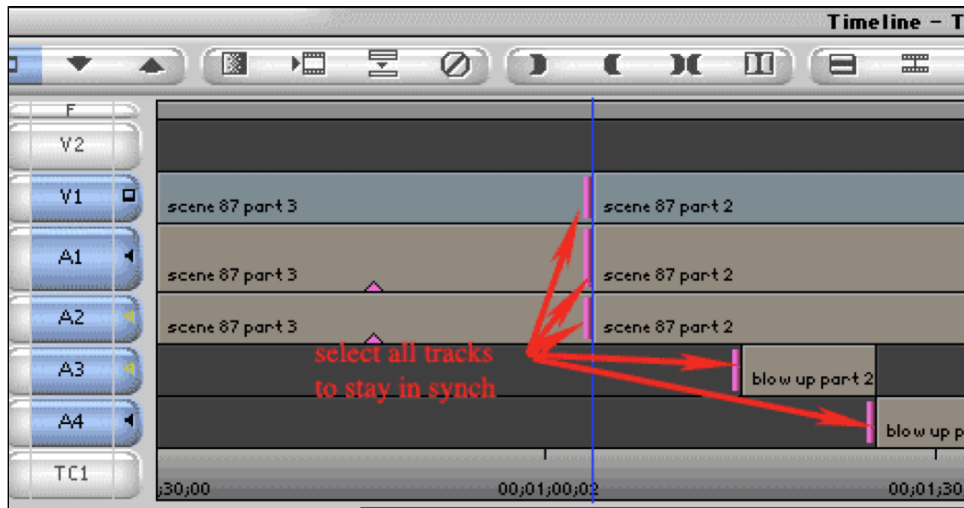 Timeline - T
F
V2
V1
scene 87 part 3
scene 87 part 2
A1
scene 87 part 3
scene 87 part 2
A2
scene 87 part 3
scene 87 part 2
select all tracks
to stay in synch
A3
blow up part 2
A4
blow up p
TC1
;30;00
00;01;00;02
00;01;30